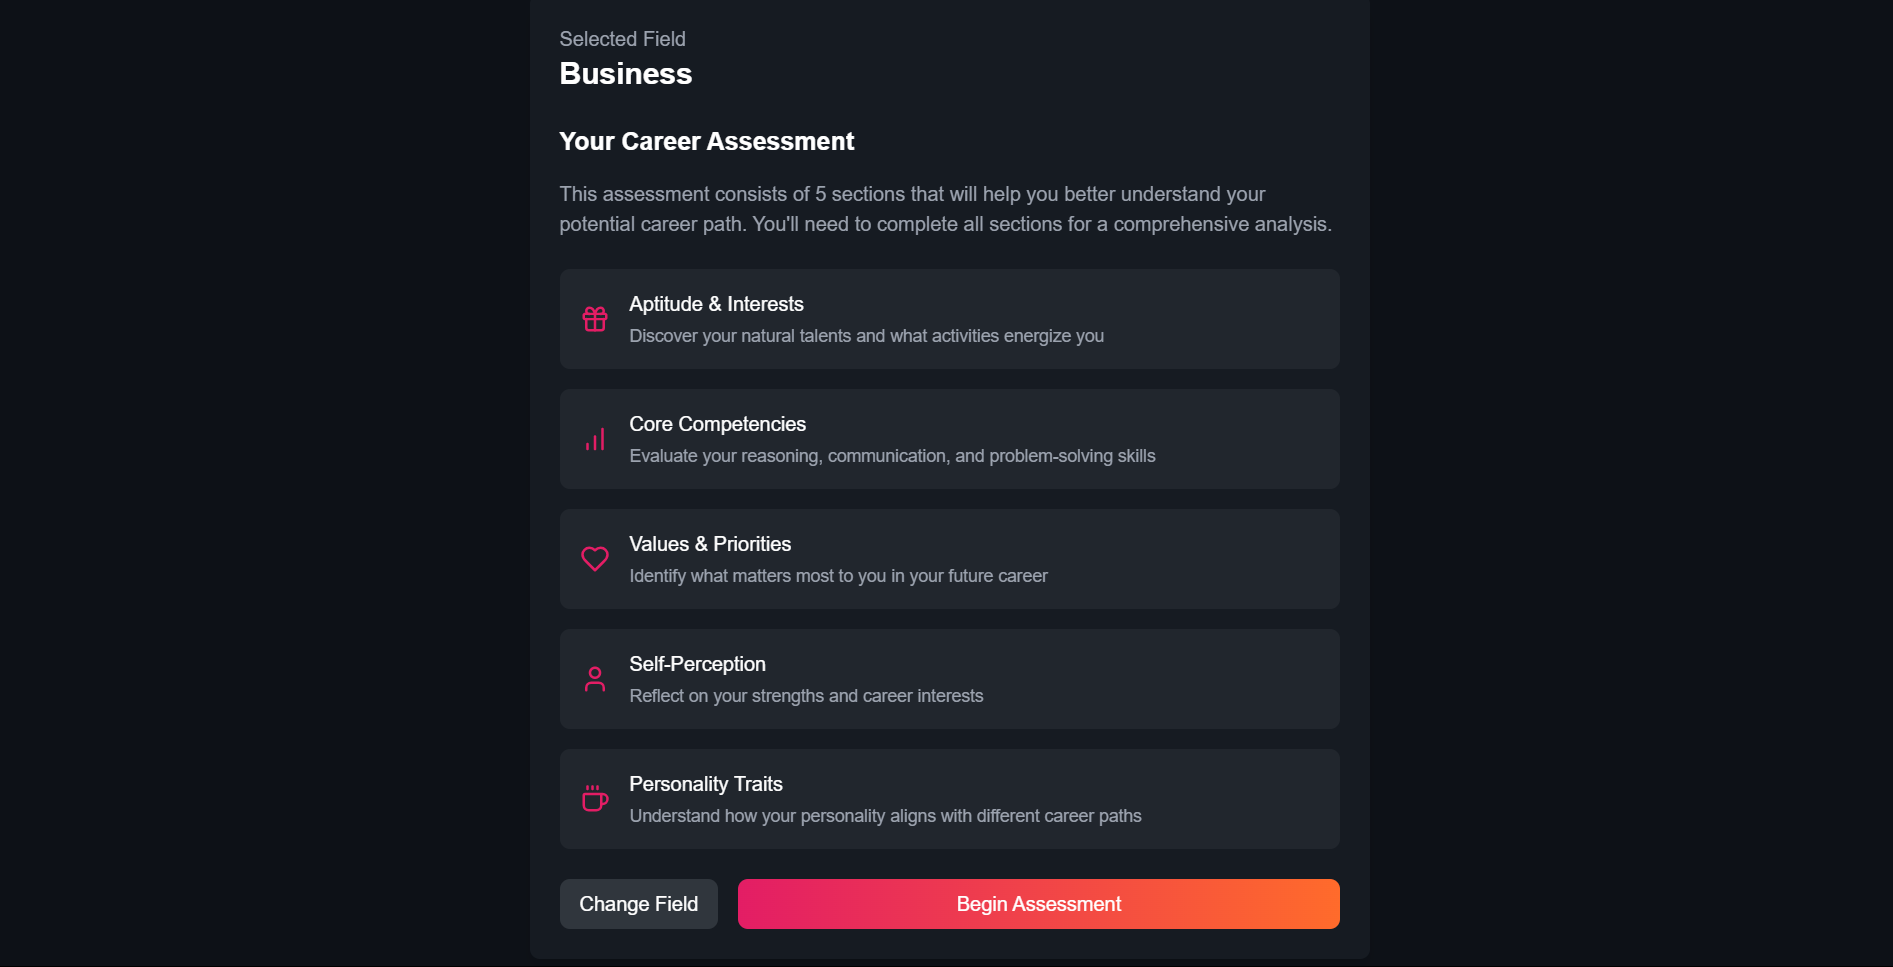 Selected Field
Business
Your Career Assessment
This assessment consists of 5 sections that will help you better understand your
potential career path. You'll need to complete all sections for a comprehensive analysis.
Aptitude & Interests
Discover your natural talents and what activities energize you
Core Competencies
Evaluate your reasoning, communication, and problem-solving skills
Values & Priorities
Identify what matters most to you in your future career
Self-Perception
Reflect on your strengths and career interests
Personality Traits
Understand how your personality aligns with different career paths
Change Field
Begin Assessment